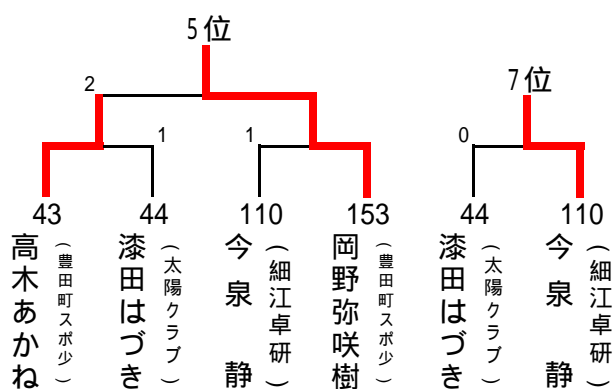 5位
7位
2
1
1
0
43
44
110
153
44
110
高木あかね
(豊田町スポ少)
漆田はづき
(太陽クラブ)
今泉 静
(細江卓研)
岡野弥咲樹
(豊田町スポ少)
漆田はづき
(太陽クラブ)
今泉 静
(細江卓研)